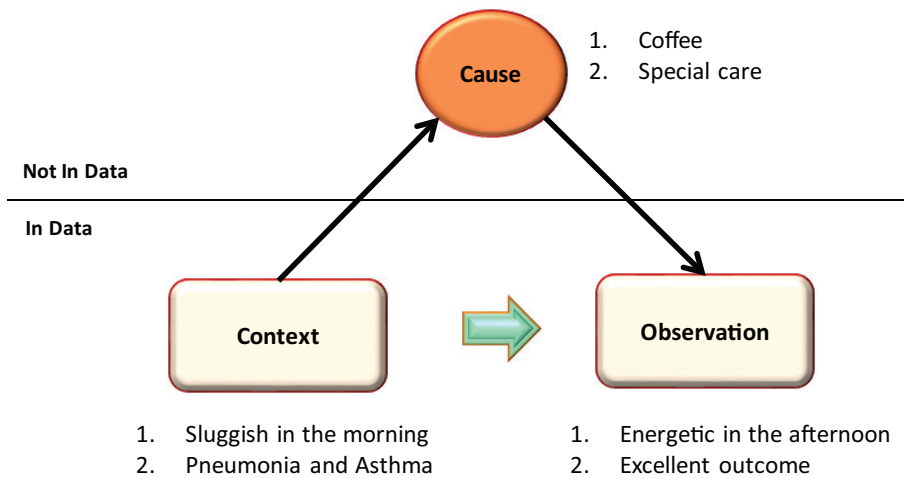 Cause
1. Coffee
2. Special care
Not In Data
In Data
Context
Observation
1. Sluggish in the morning
2. Pneumonia and Asthma
1. Energetic in the afternoon
2. Excellent outcome